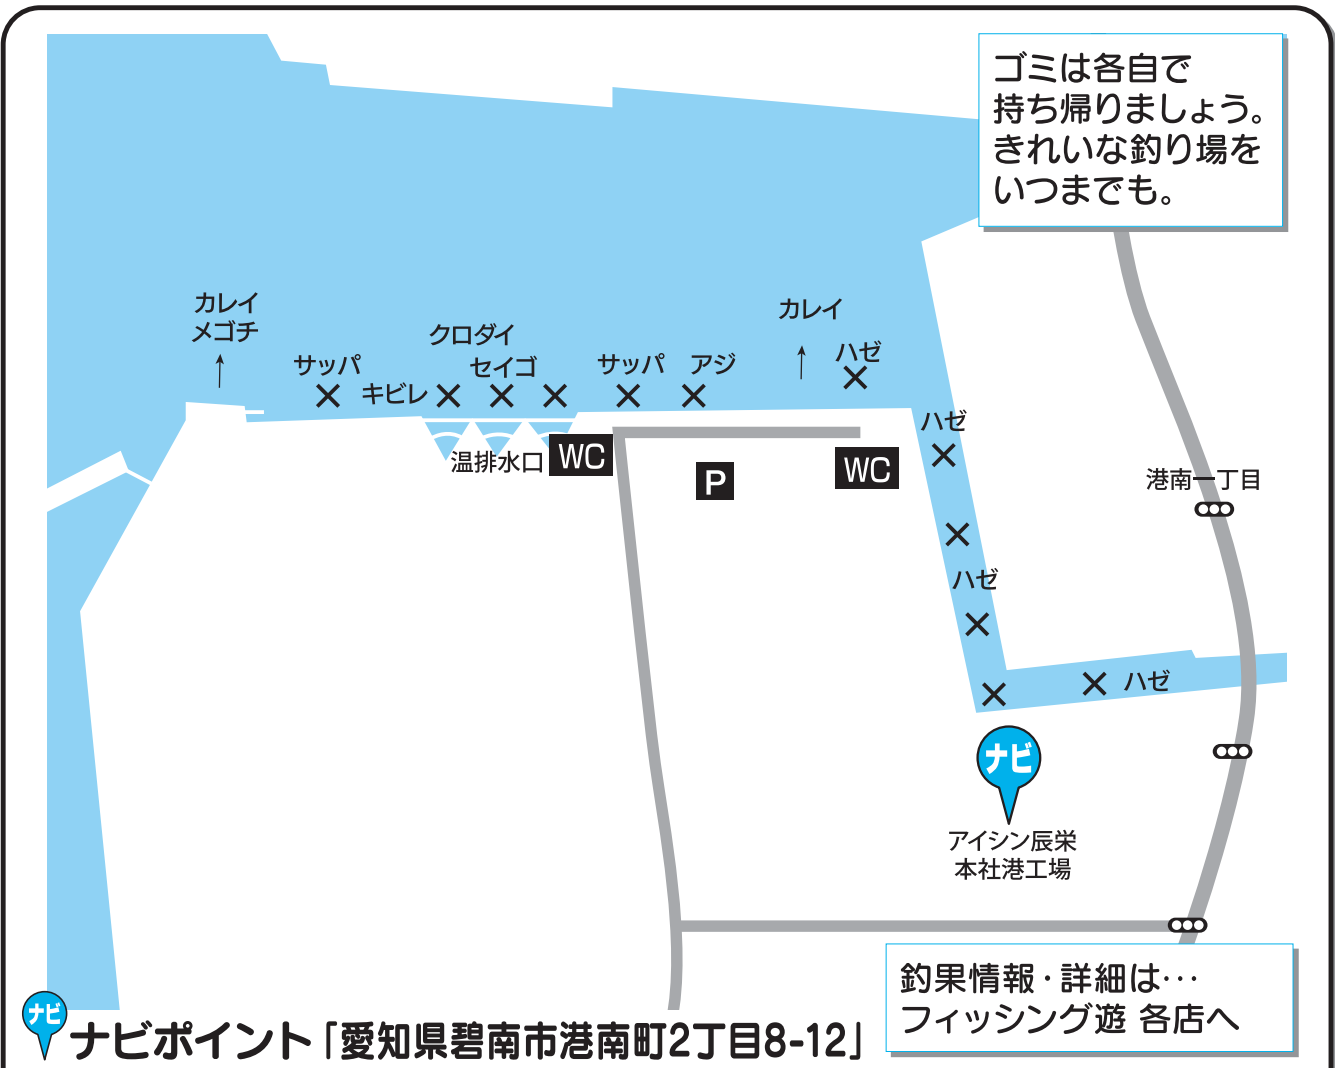 ゴミは各自で
持ち帰りましょう。
きれいな釣り場を
いつまでも。
カレイ
メゴチ
サッパ
キビレ
クロダイ
セイゴ
サッパ
アジ
カレイ
ハゼ
ハゼ
温排水口
WC
P
WC
港南一丁目
ハゼ
ハゼ
ナビ
アイシン辰栄
本社港工場
釣果情報・詳細は…
フィッシング遊 各店へ
ナビ
ナビポイント「愛知県碧南市港南町2丁目8-12」